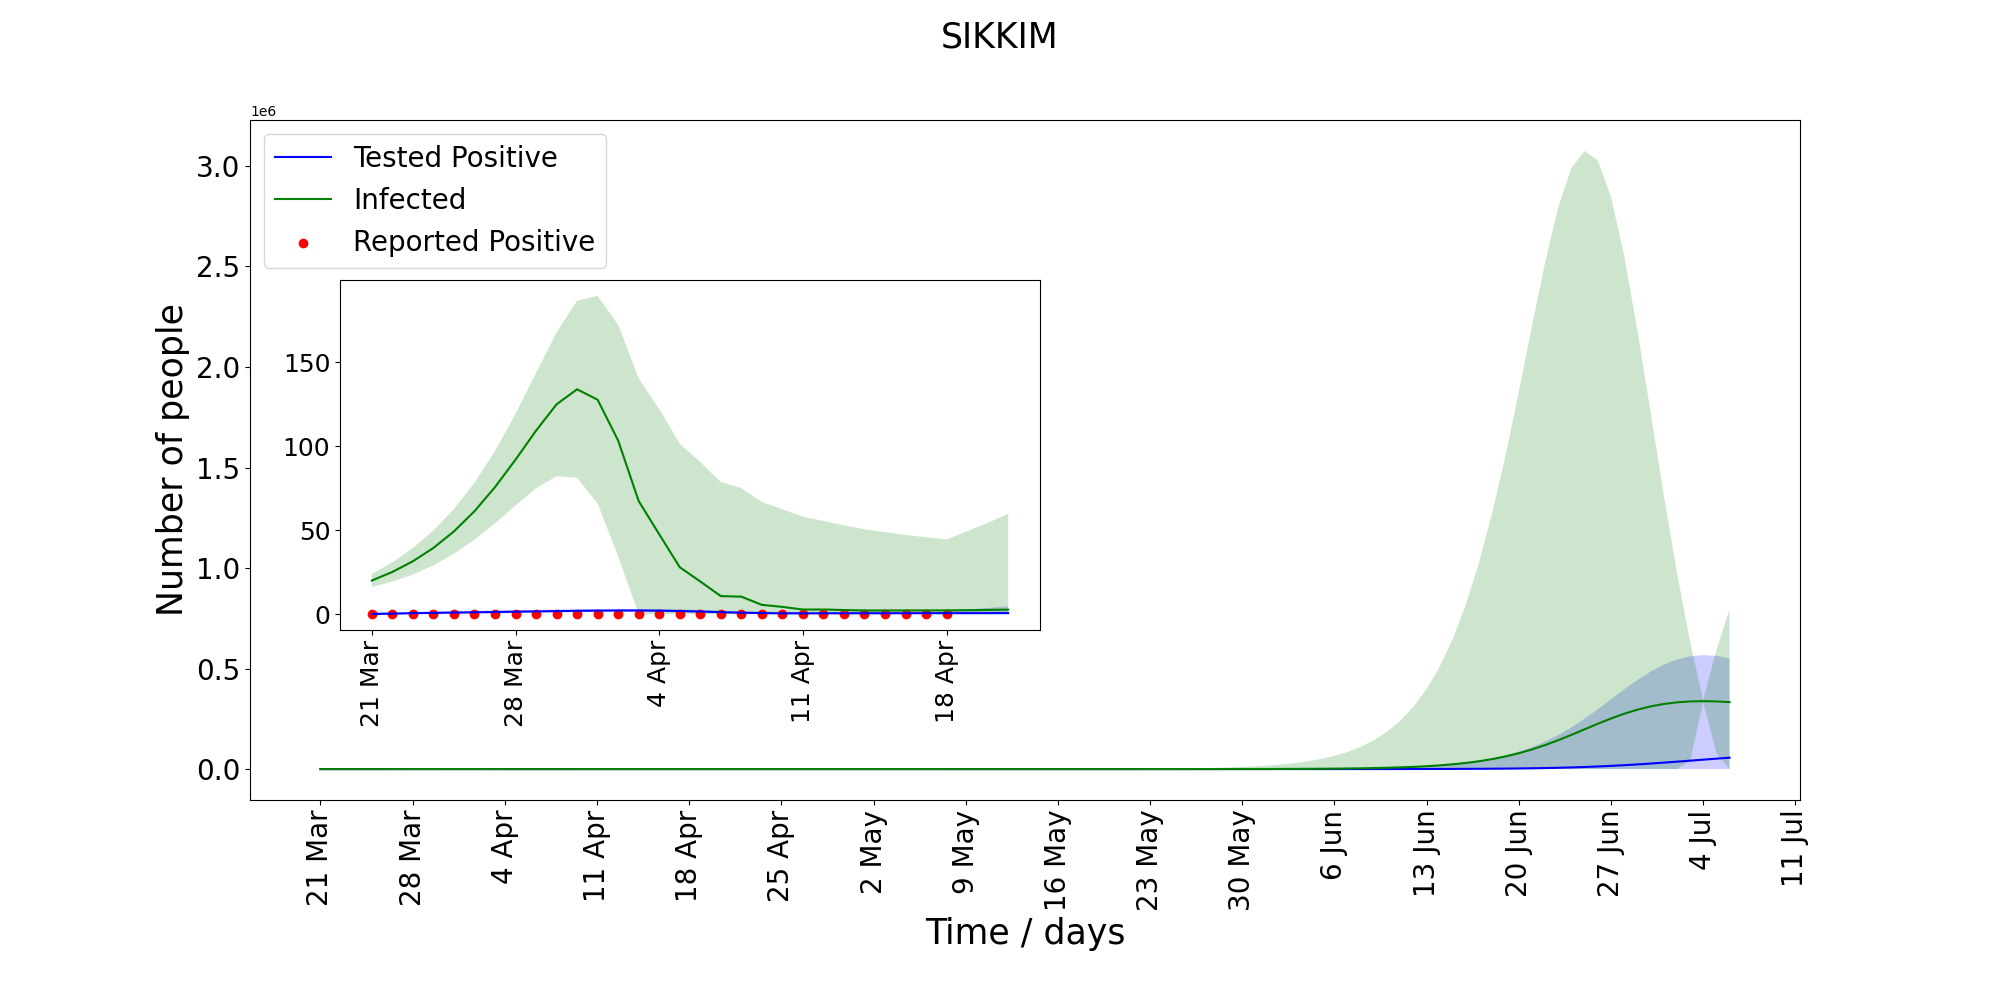 SIKKIM
1e6
Tested Positive
Infected
Reported Positive
3.0
2.5
2.0
1.5
1.0
0.5
0.0
Number of people
150
100
50
0
21 Mar
28 Mar
4 Apr
11 Apr
18 Apr
21 Mar
28 Mar
4 Apr
11 Apr
18 Apr
25 Apr
2 May
9 May
16 May
23 May
30 May
6 Jun
13 Jun
20 Jun
27 Jun
4 Jul
11 Jul
Time / days